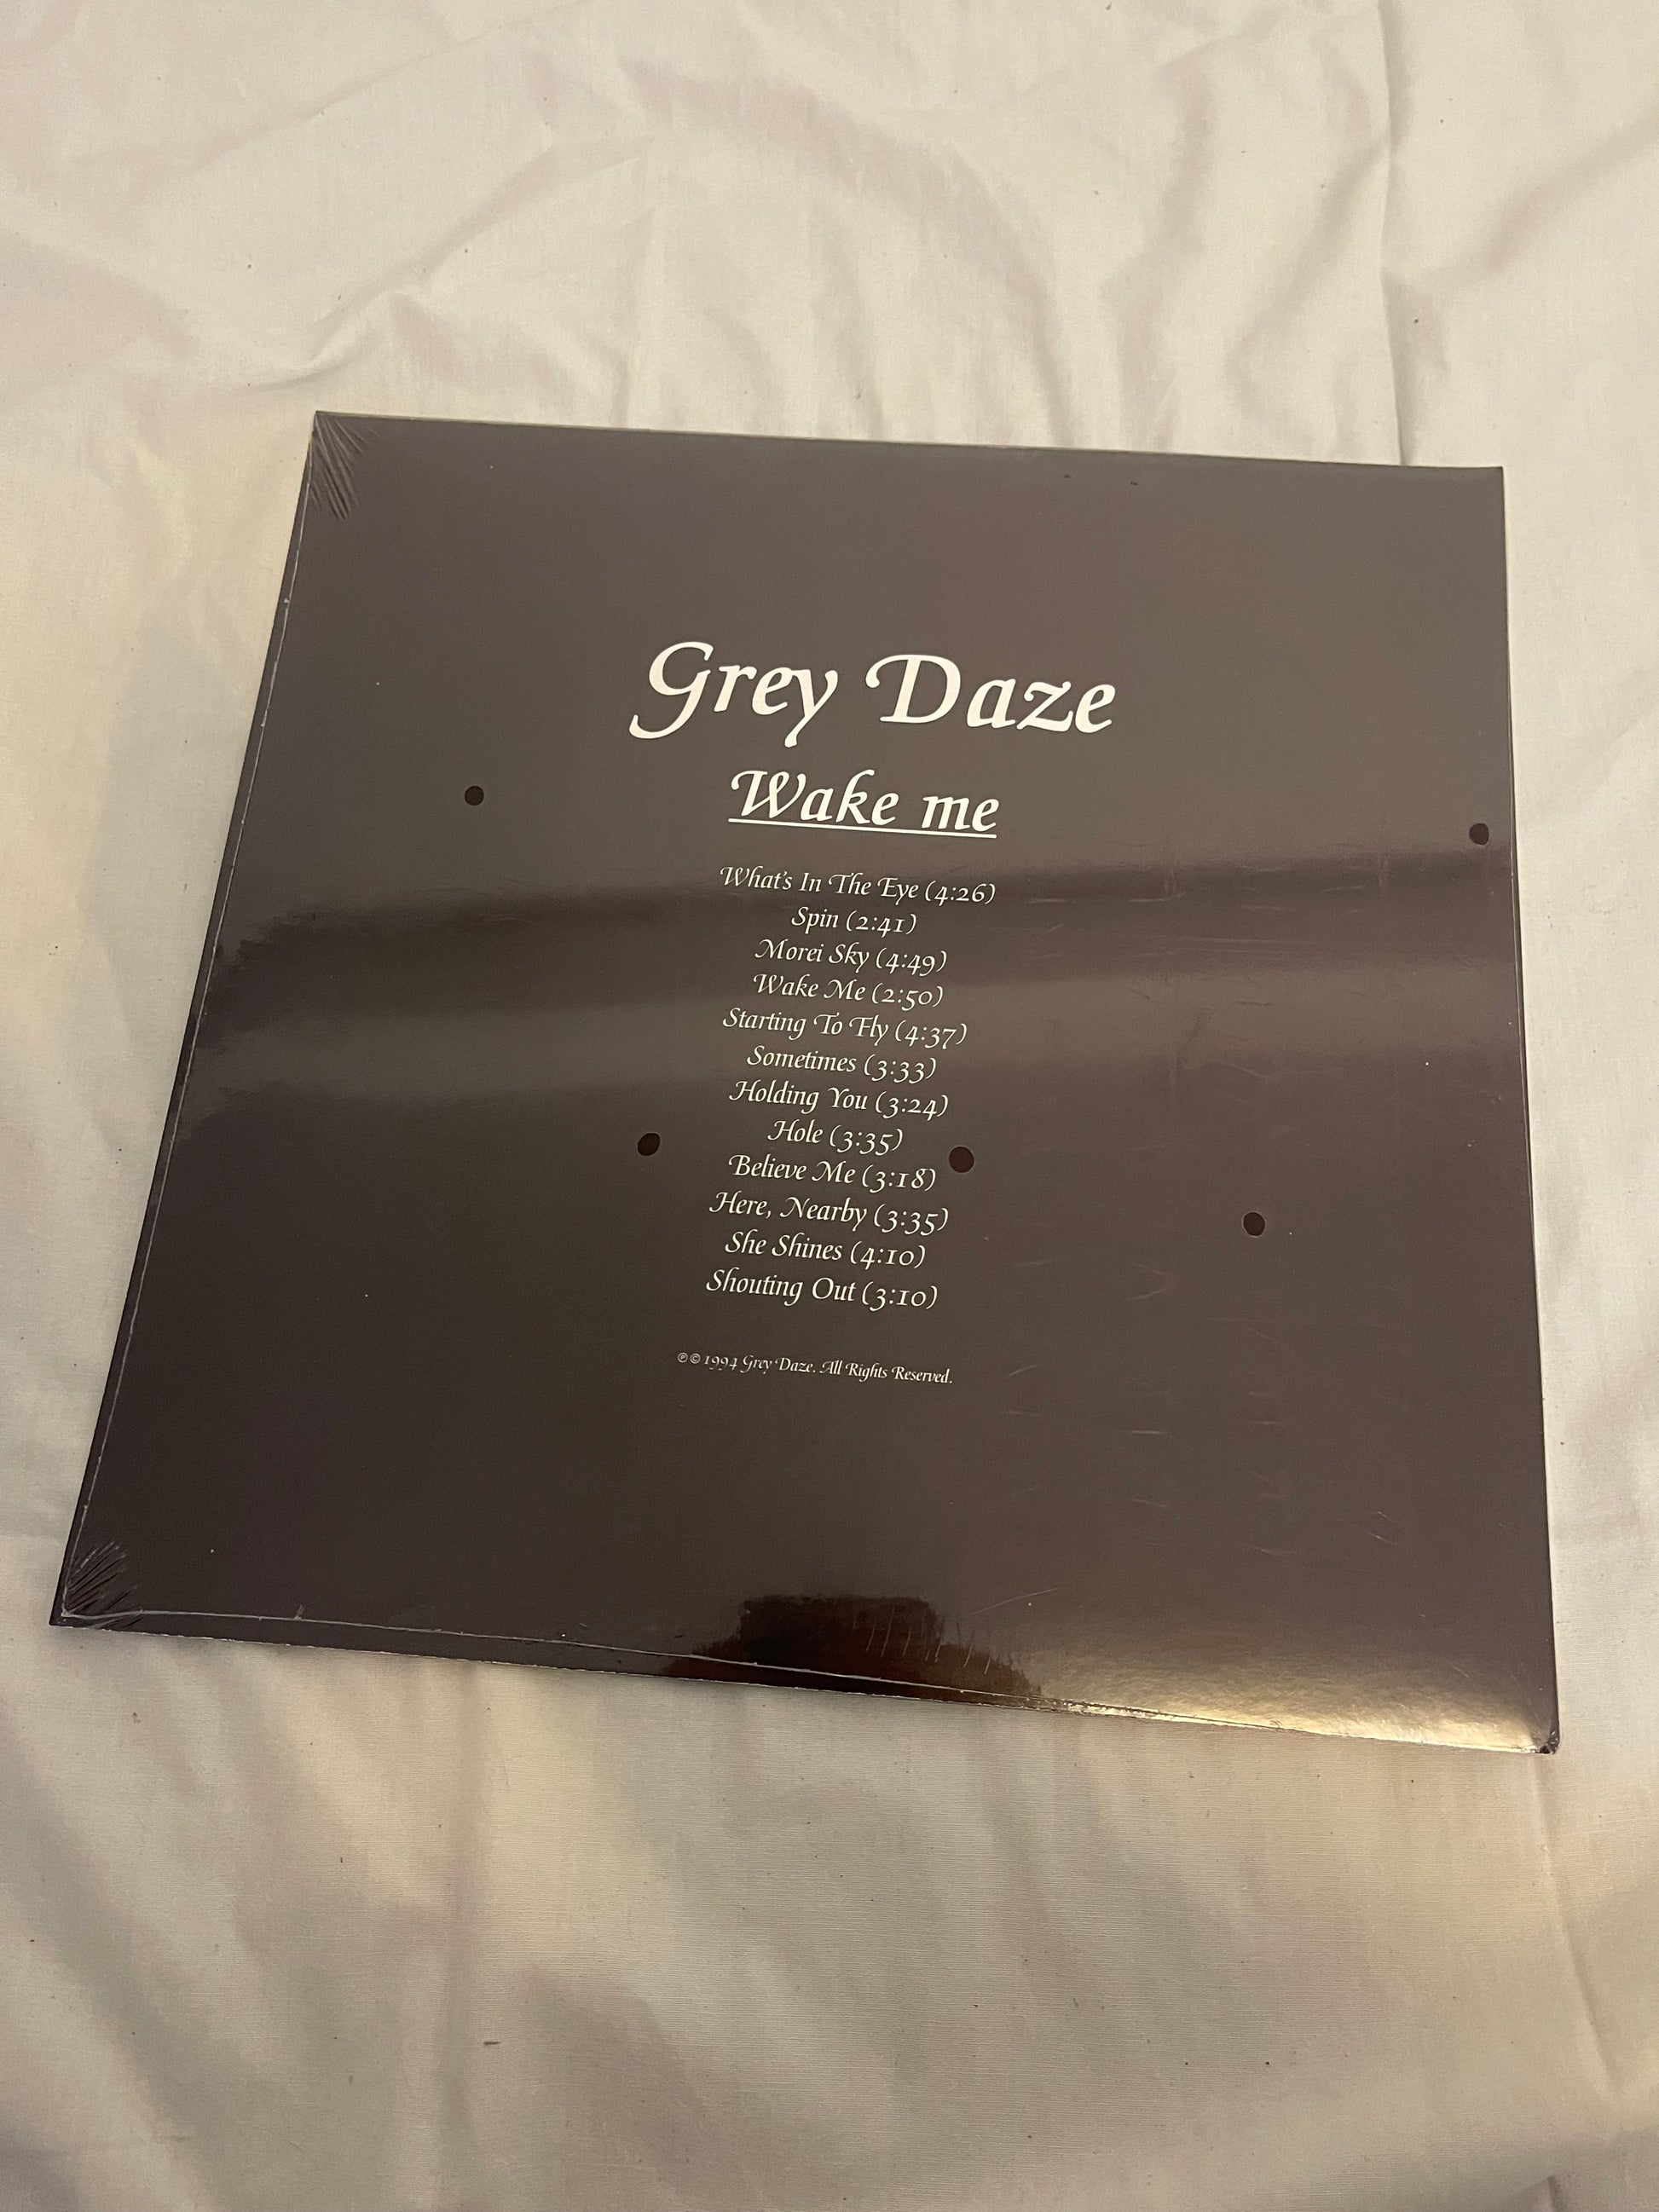 Grey Daze
Wake me
What's In The Eye (4:26)
Spin (2:41)
Morei Sky (4:49)
Wake Me (2:50)
Starting To Fly (4:37)
Sometimes (3:33)
Holding You (3:24)
Hole (3:35)
Believe Me (3:18)
Here, Nearby (3:35)
She Shines (4:10)
Shouting Out (3:10)
℗ © 1994 Grey Daze. All Rights Reserved.